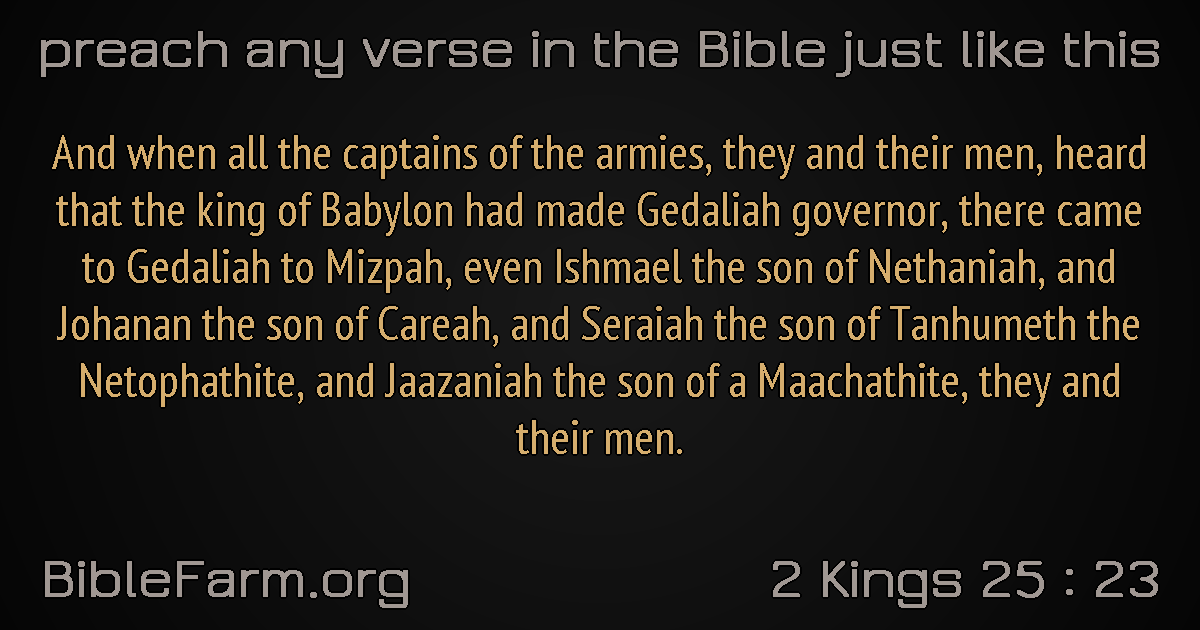 preach any verse in the Bible just like this
And when all the captains of the armies, they and their men, heard
that the king of Babylon had made Gedaliah governor, there came
to Gedaliah to Mizpah, even Ishmael the son of Nethaniah, and
Johanan the son of Careah, and Seraiah the son of Tanhumeth the
Netophathite, and Jaazaniah the son of a Maachathite, they and
their men.
BibleFarm.org
2 Kings 25 : 23